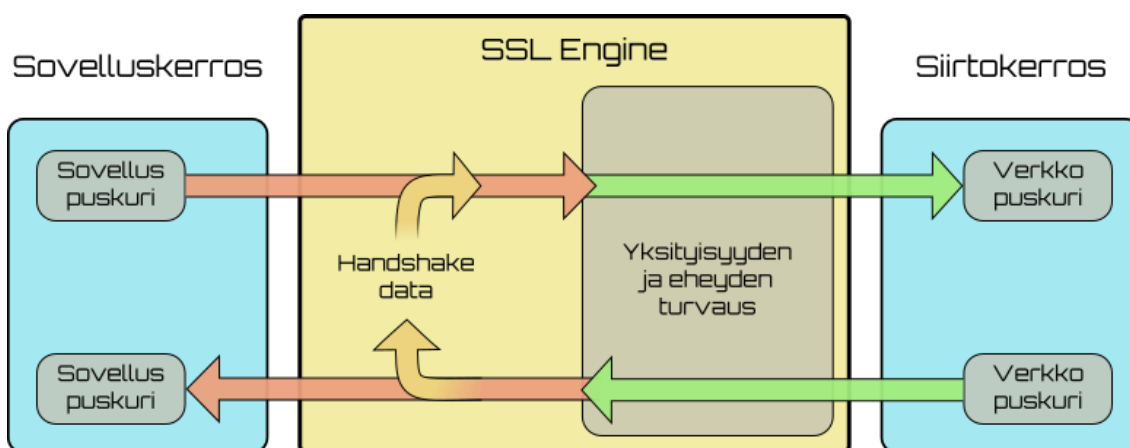 SSL Engine
Sovelluskerros
Siirtokerros
Sovellus
puskuri
Verkko
puskuri
Handshake
data
Yksityisyyden
ja eheyden
turvaus
Sovellus
puskuri
Verkko
puskuri